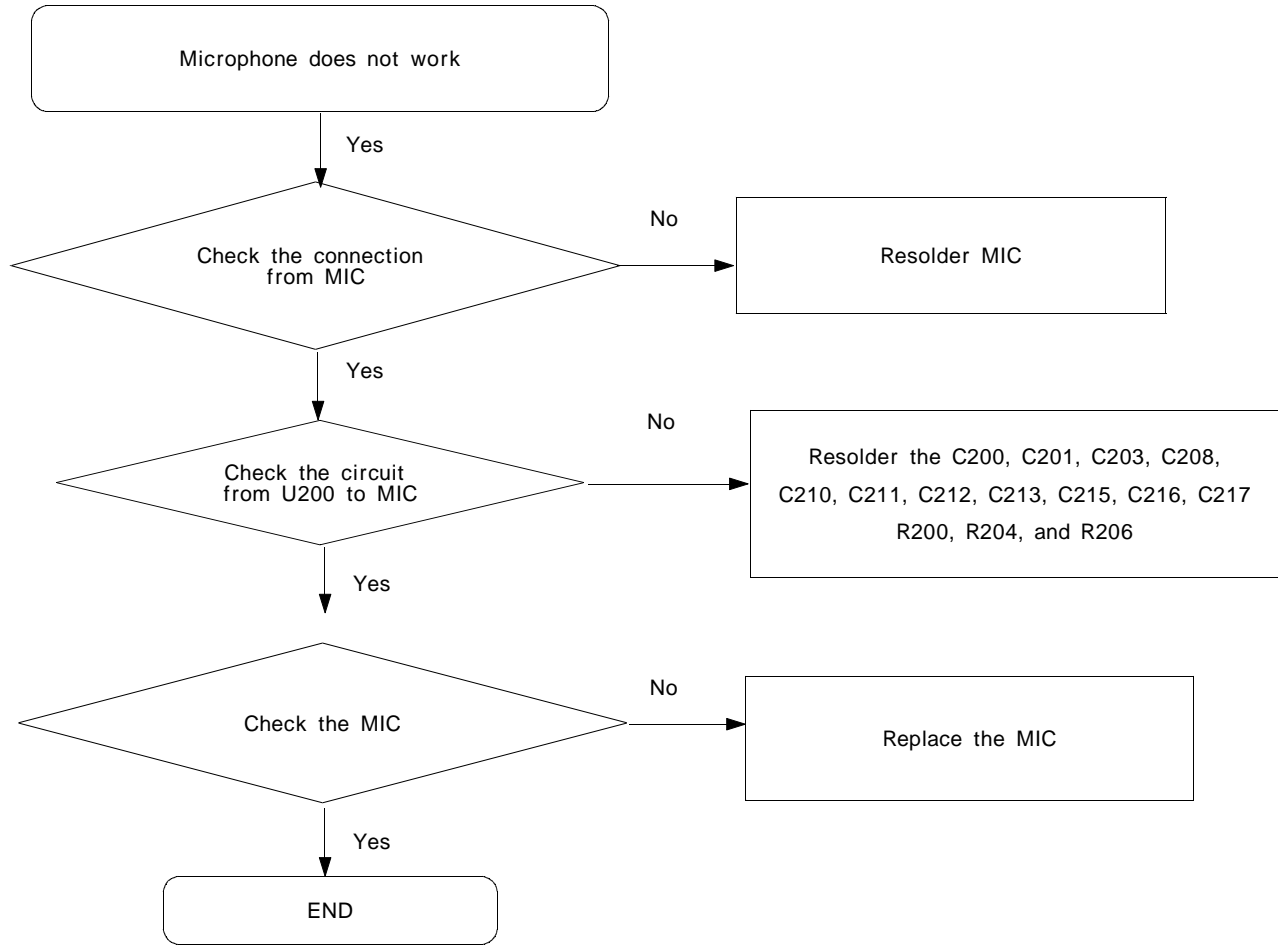 Microphone does not work
Yes
Check the connection
from MIC
No
Resolder MIC
Yes
Check the circuit
from U200 to MIC
No
Resolder the C200, C201, C203, C208,
C210, C211, C212, C213, C215, C216, C217
R200, R204, and R206
Yes
Check the MIC
No
Replace the MIC
Yes
END